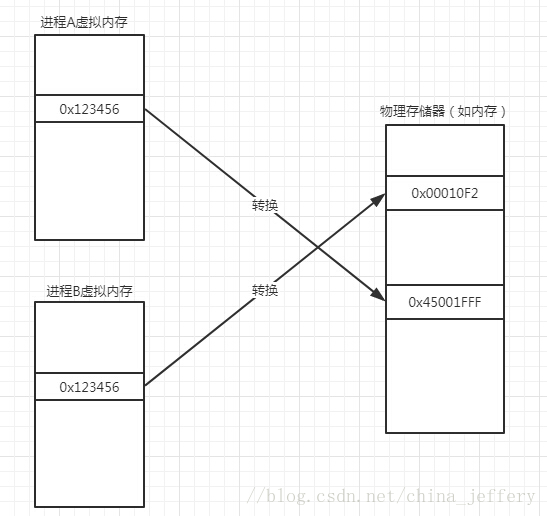 进程A虚拟内存
0x123456
物理存储器（如内存）
0x00010F2
转换
转换
进程B虚拟内存
0x45001FFF
0x123456
//blog.csdn.net/china_jeffery